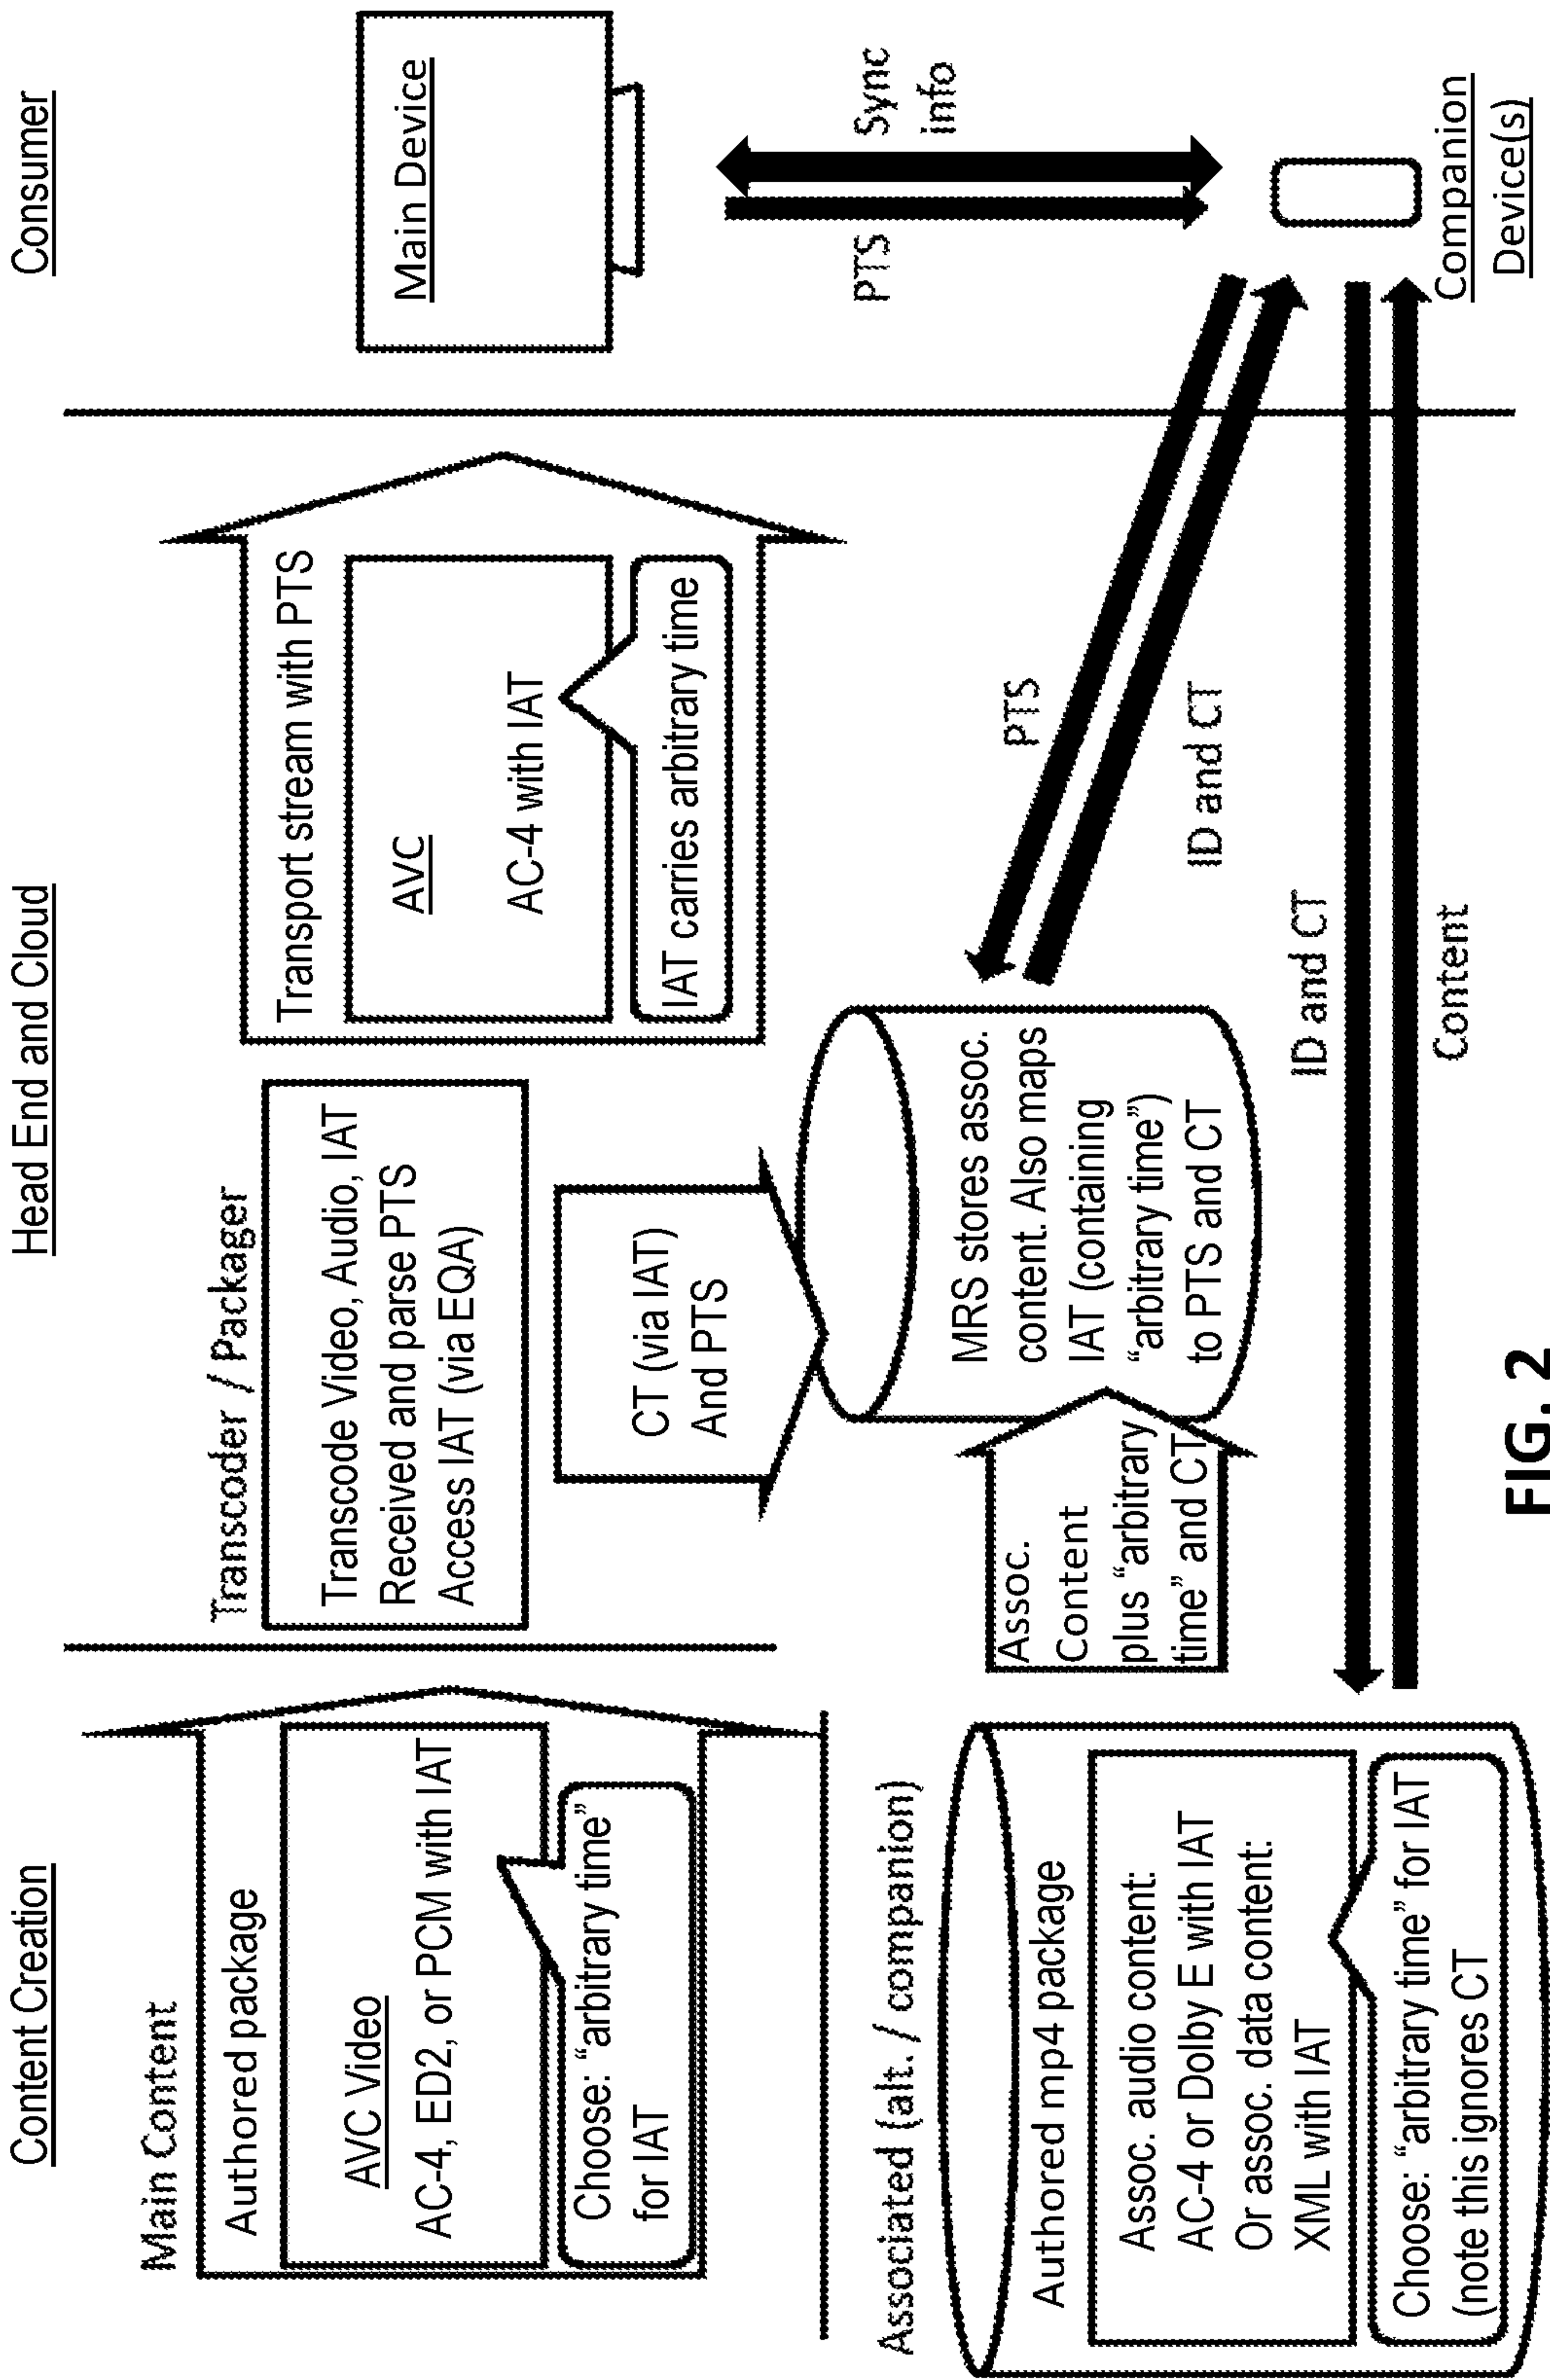 Content Creation
Head End and Cloud
Consumer
Main Content
Authored package
AVC Video
AC-4, ED2, or PCM with IAT
Choose: “arbitrary time”
for IAT
Associated (alt. / companion)
Authored mp4 package
Assoc. audio content:
AC-4 or Dolby E with IAT
Or assoc. data content:
XML with IAT
Choose: “arbitrary time” for IAT
(note this ignores CT
Transcoder / Packager
Transcode Video, Audio, IAT
Received and parse PTS
Access IAT (via EQA)
CT (via IAT)
And PTS
Assoc.
Content
plus “arbitrary
time” and CT
MRS stores assoc.
content. Also maps
IAT (containing
“arbitrary time”)
to PTS and CT
Transport stream with PTS
AVC
AC-4 with IAT
IAT carries arbitrary time
PTS
ID and CT
ID and CT
Content
Main Device
PTS
Sync
info
Companion
Device(s)
FIG. 2